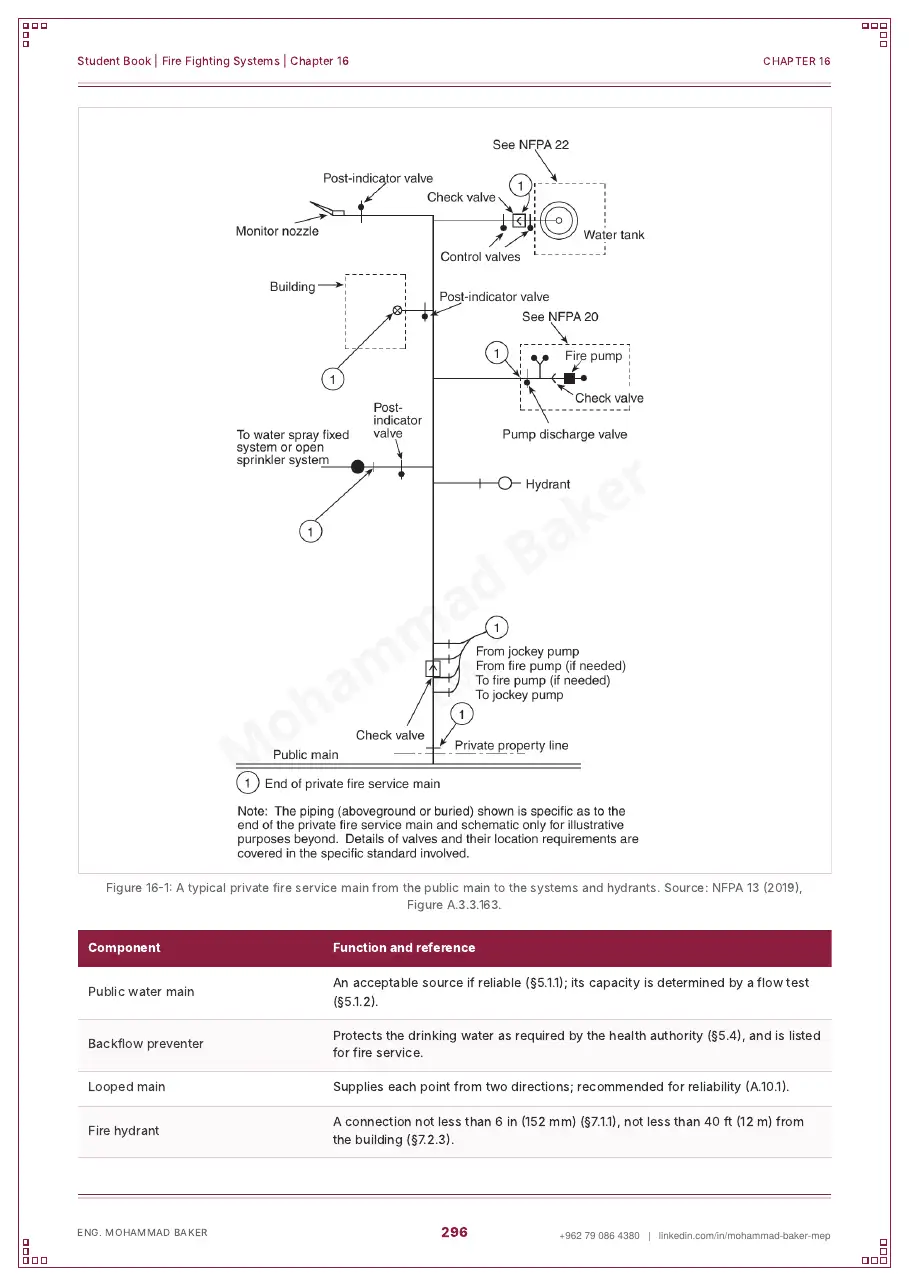 Student Book | Fire Fighting Systems | Chapter 16
CHAPTER 16
See NFPA 22
Post-indicator valve
Check valve
1
Monitor nozzle
Water tank
Control valves
Building
Post-indicator valve
See NFPA 20
1
Fire pump
1
Check valve
Post-
indicator
valve
To water spray fixed
system or open
sprinkler system
Pump discharge valve
Hydrant
1
1
From jockey pump
From fire pump (if needed)
To fire pump (if needed)
To jockey pump
1
Check valve
Private property line
Public main
1 End of private fire service main
Note: The piping (aboveground or buried) shown is specific as to the
end of the private fire service main and schematic only for illustrative
purposes beyond. Details of valves and their location requirements are
covered in the specific standard involved.
Mohammad Baker
Figure 16-1: A typical private fire service main from the public main to the systems and hydrants. Source: NFPA 13 (2019),
Figure A.3.3.163.
Component
Function and reference
Public water main
An acceptable source if reliable (§5.1.1); its capacity is determined by a flow test
(§5.1.2).
Backflow preventer
Protects the drinking water as required by the health authority (§5.4), and is listed
for fire service.
Looped main
Supplies each point from two directions; recommended for reliability (A.10.1).
Fire hydrant
A connection not less than 6 in (152 mm) (§7.1.1), not less than 40 ft (12 m) from
the building (§7.2.3).
ENG. MOHAMMAD BAKER
296
+962 79 086 4380 | linkedin.com/in/mohammad-baker-mep